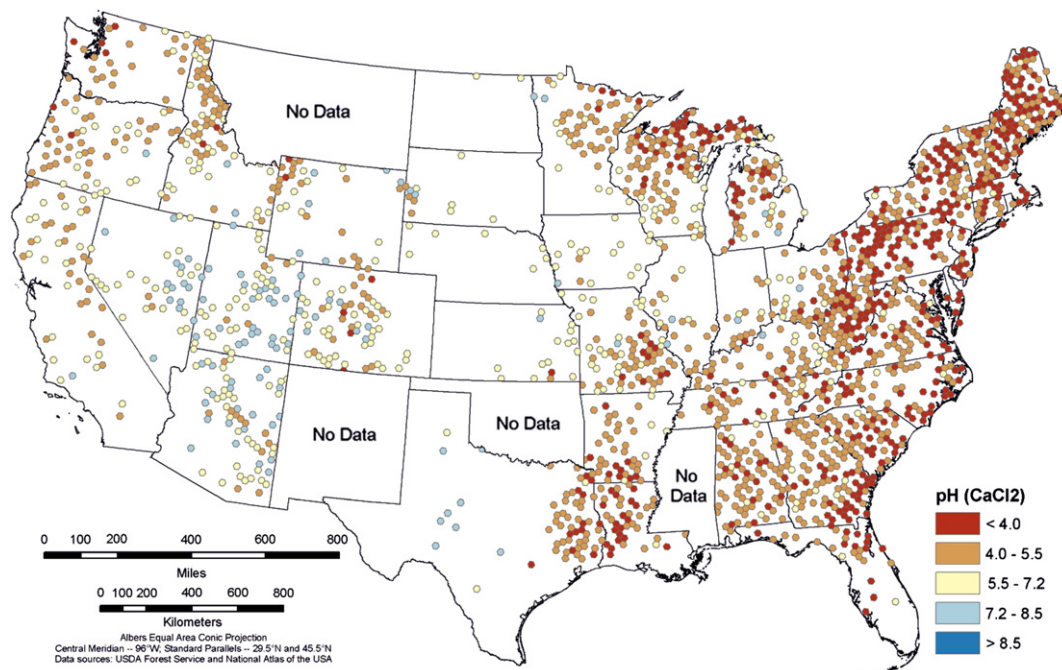 No Data
No Data
No Data
No
Data
pH (CaCl2)
< 4.0
4.0 - 5.5
5.5 - 7.2
7.2 - 8.5
> 8.5
0 100 200 400 600 800
Miles
0 100 200 400 600 800
Kilometers
Albers Equal Area Conic Projection
Central Meridian -- 96°W; Standard Parallels -- 29.5°N and 45.5°N
Data sources: USDA Forest Service and National Atlas of the USA